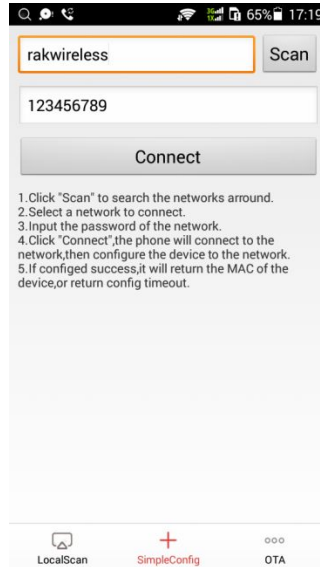 3G 1X 65% 17:19
rakwireless Scan
123456789
Connect
1.Click "Scan" to search the networks arround.
2.Select a network to connect.
3.Input the password of the network.
4.Click "Connect",the phone will connect to the
network,then configure the device to the network.
5.If configed success,it will return the MAC of the
device,or return config timeout.
LocalScan SimpleConfig OTA